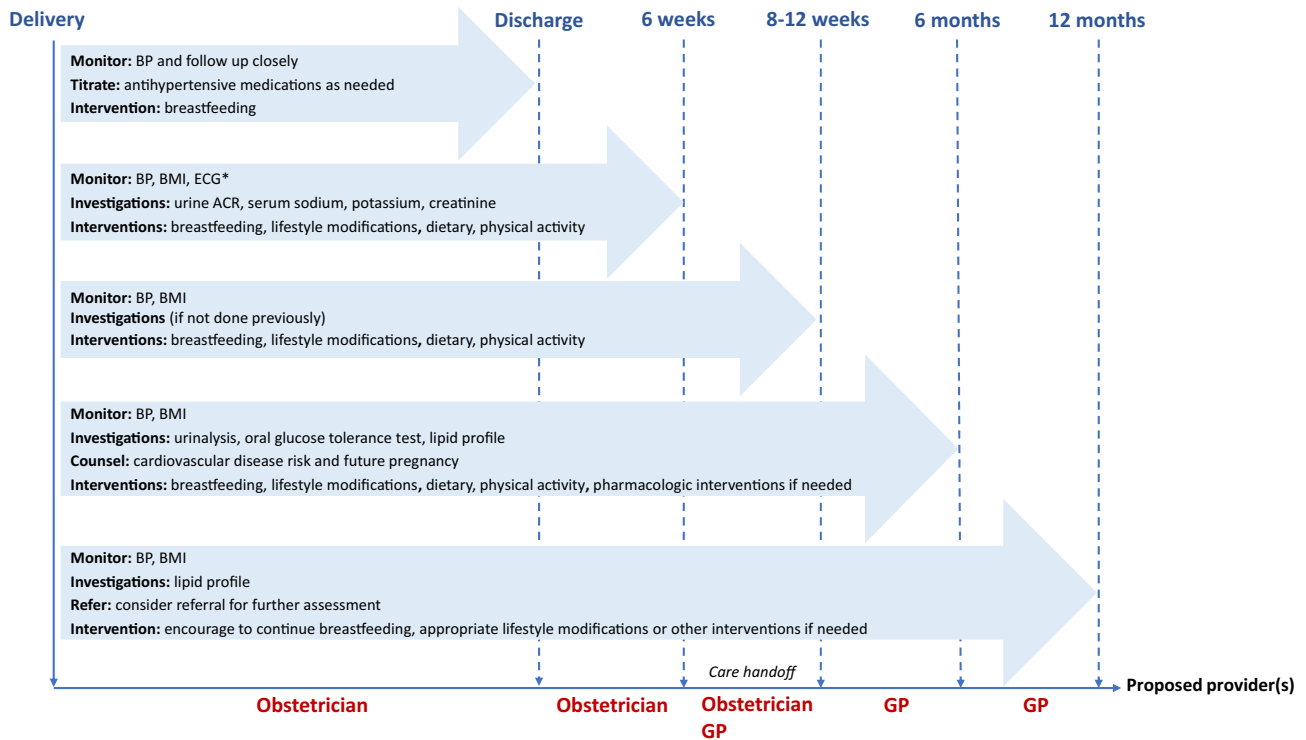 Delivery
Discharge
6 weeks
8-12 weeks
6 months
12 months
Monitor: BP and follow up closely
Titrate: antihypertensive medications as needed
Intervention: breastfeeding
Monitor: BP, BMI, ECG*
Investigations: urine ACR, serum sodium, potassium, creatinine
Interventions: breastfeeding, lifestyle modifications, dietary, physical activity
Monitor: BP, BMI
Investigations (if not done previously)
Interventions: breastfeeding, lifestyle modifications, dietary, physical activity
Monitor: BP, BMI
Investigations: urinalysis, oral glucose tolerance test, lipid profile
Counsel: cardiovascular disease risk and future pregnancy
Interventions: breastfeeding, lifestyle modifications, dietary, physical activity, pharmacologic interventions if needed
Monitor: BP, BMI
Investigations: lipid profile
Refer: consider referral for further assessment
Intervention: encourage to continue breastfeeding, appropriate lifestyle modifications or other interventions if needed
Care handoff
Proposed provider(s)
Obstetrician
Obstetrician
Obstetrician
GP
GP
GP